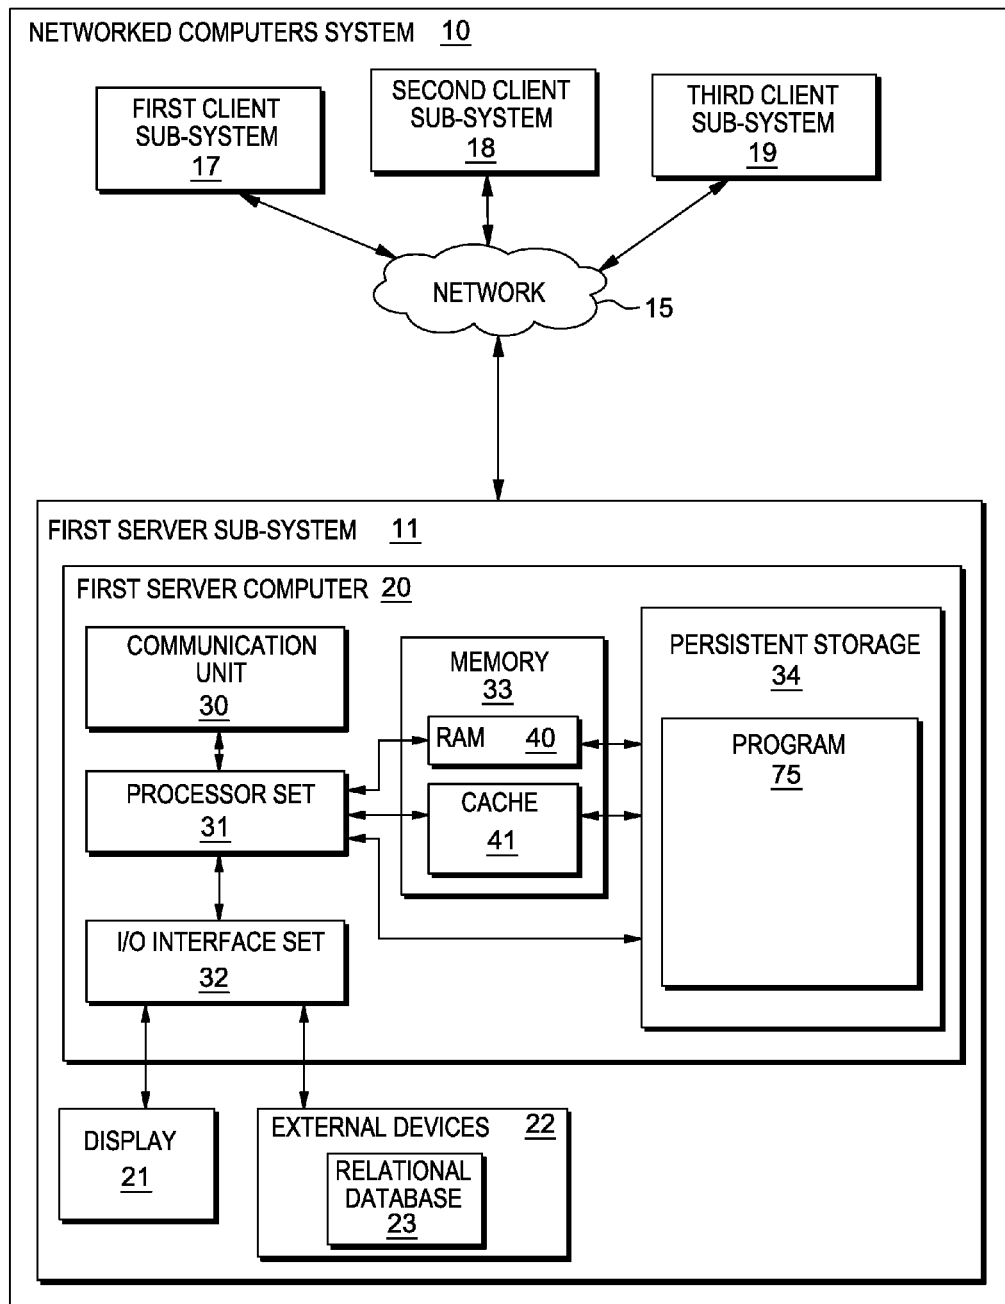 NETWORKED COMPUTERS SYSTEM 10
FIRST CLIENT
SUB-SYSTEM
17
SECOND CLIENT
SUB-SYSTEM
18
THIRD CLIENT
SUB-SYSTEM
19
NETWORK
15
FIRST SERVER SUB-SYSTEM 11
FIRST SERVER COMPUTER 20
COMMUNICATION
UNIT
30
PROCESSOR SET
31
I/O INTERFACE SET
32
MEMORY
33
RAM 40
CACHE
41
PERSISTENT STORAGE
34
PROGRAM
75
DISPLAY
21
EXTERNAL DEVICES 22
RELATIONAL
DATABASE
23